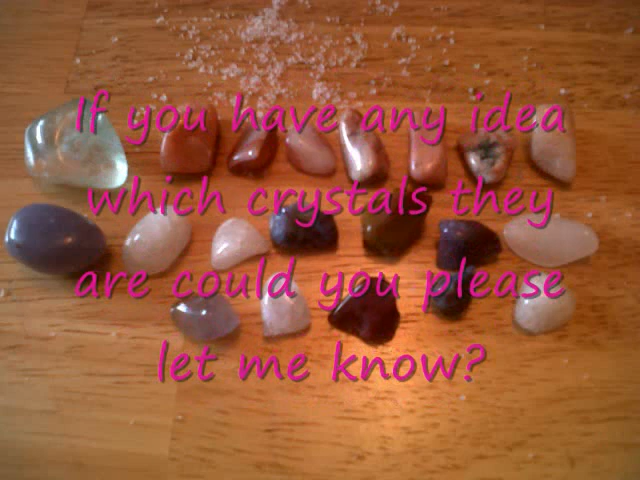 If you have any idea
which crystals they
are could you please
let me know?